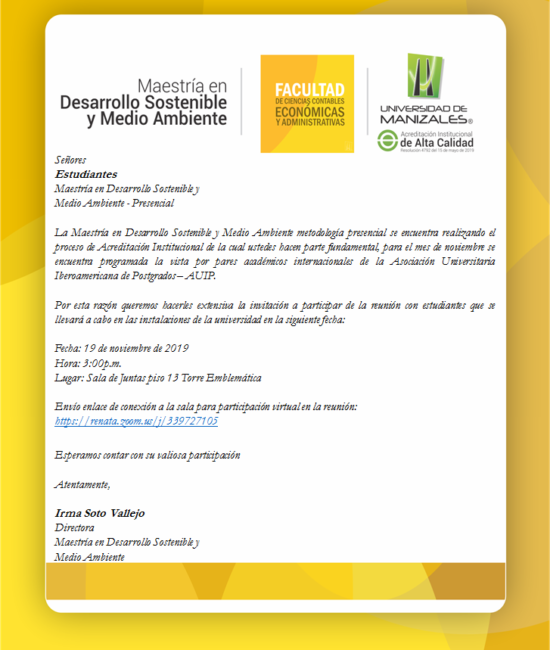 Maestría en
Desarrollo Sostenible
y Medio Ambiente
FACULTAD
DE CIENCIAS CONTABLES
ECONÓMICAS
Y ADMINISTRATIVAS
UNIVERSIDAD DE
MANIZALES®
Acreditación Institucional
de Alta Calidad
Señores
Estudiantes
Maestría en Desarrollo Sostenible y
Medio Ambiente - Presencial
La Maestría en Desarrollo Sostenible y Medio Ambiente metodología presencial se encuentra realizando el
proceso de Acreditación Institucional de la cual ustedes hacen parte fundamental, para el mes de noviembre se
encuentra programada la vista por pares académicos internacionales de la Asociación Universitaria
Iberoamericana de Postgrados – AUIP.
Por esta razón queremos hacerles extensiva la invitación a participar de la reunión con estudiantes que se
llevará a cabo en las instalaciones de la universidad en la siguiente fecha:
Fecha: 19 de noviembre de 2019
Hora: 3:00p.m.
Lugar: Sala de Juntas piso 13 Torre Emblemática
Envío enlace de conexión a la sala para participación virtual en la reunión:
https://renata.zoom.us/j/339727105
Esperamos contar con su valiosa participación
Atentamente,
Irma Soto Vallejo
Directora
Maestría en Desarrollo Sostenible y
Medio Ambiente